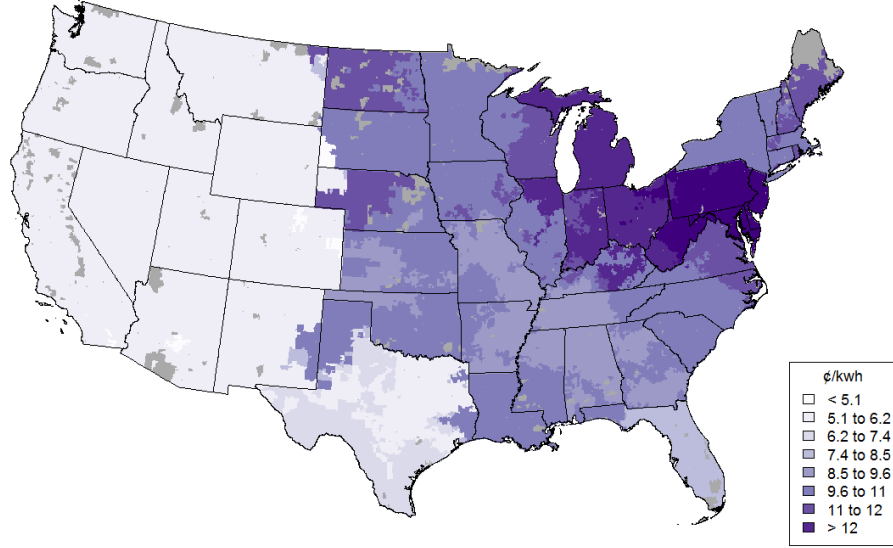 ¢/kwh
< 5.1
5.1 to 6.2
6.2 to 7.4
7.4 to 8.5
8.5 to 9.6
9.6 to 11
11 to 12
> 12